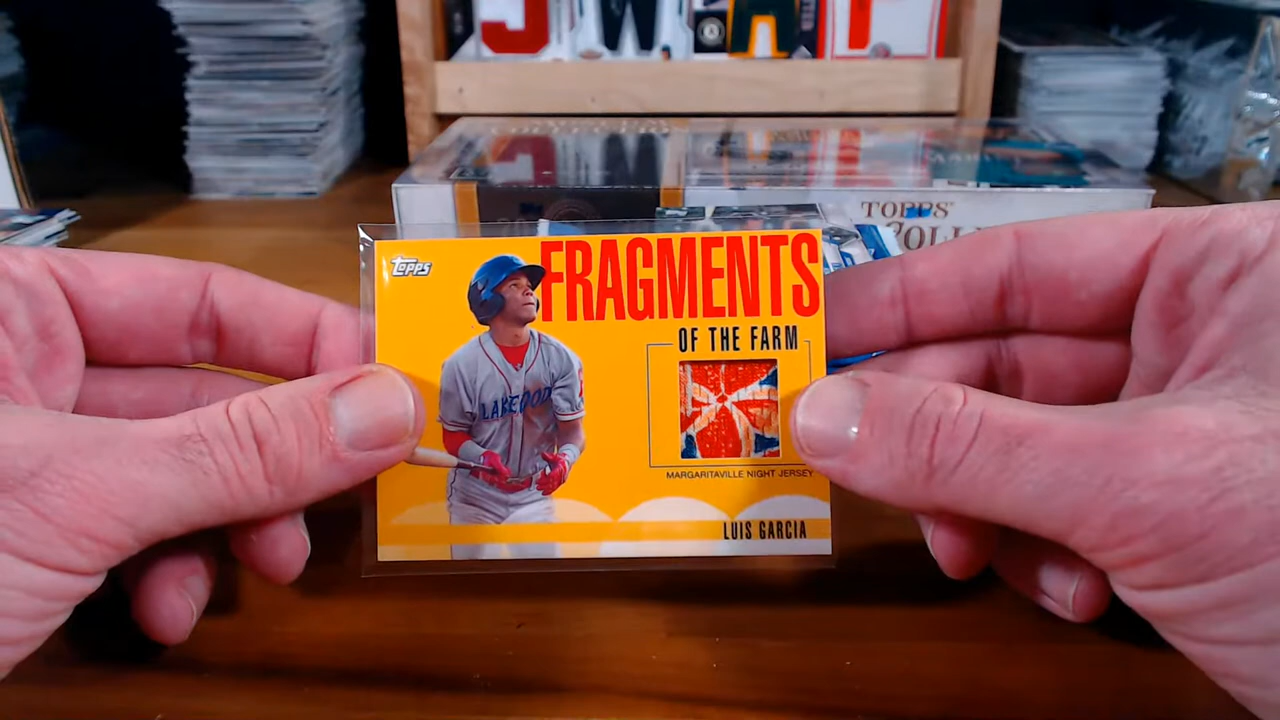 TOPPS
TOPPS
FRAGMENTS
OF THE FARM
LAKEWOOD
MARGARITAVILLE NIGHT JERSEY
LUIS GARCIA